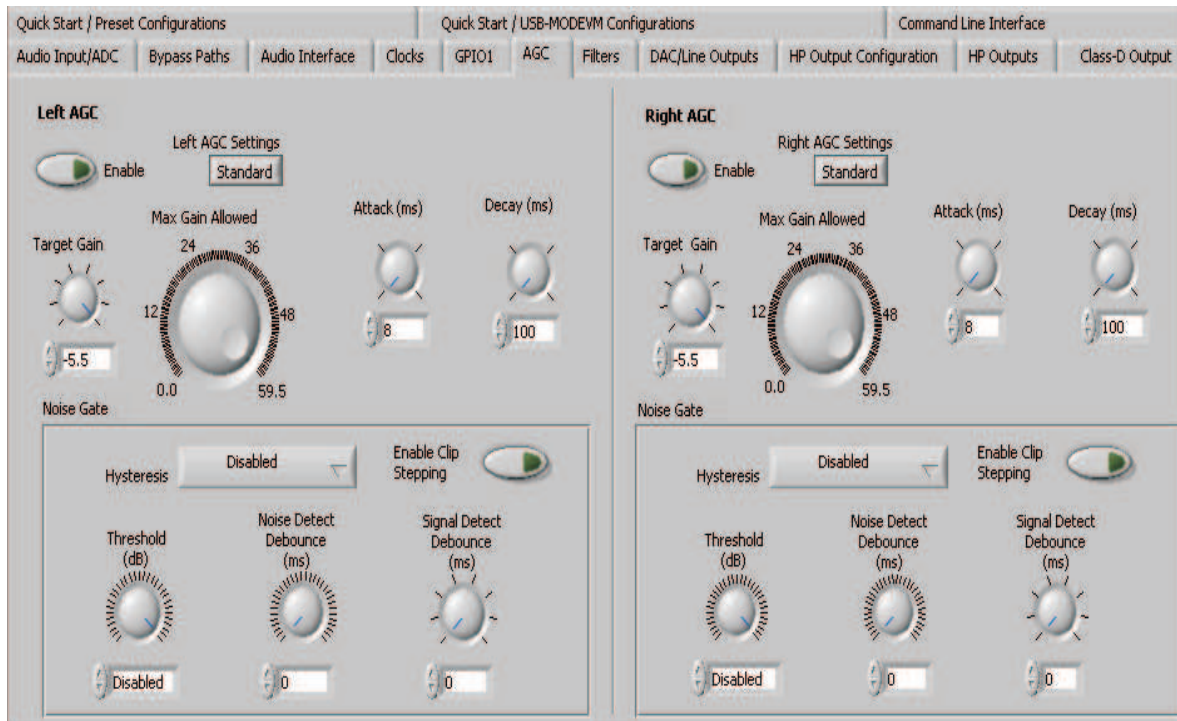 Quick Start / Preset Configurations Quick Start / USB-MODEVM Configurations Command Line Interface
Audio Input/ADC Bypass Paths Audio Interface Clocks GPIO1 AGC Filters DAC/Line Outputs HP Output Configuration HP Outputs Class-D Output
Left AGC
Enable
Left AGC Settings
Standard
Target Gain
-5.5
Max Gain Allowed
0.0
12
24
36
48
59.5
Attack (ms)
8
Decay (ms)
100
Noise Gate
Hysteresis
Disabled
Enable Clip
Stepping
Threshold
(dB)
Disabled
Noise Detect
Debounce
(ms)
0
Signal Detect
Debounce
(ms)
0
Right AGC
Enable
Right AGC Settings
Standard
Target Gain
-5.5
Max Gain Allowed
0.0
12
24
36
48
59.5
Attack (ms)
8
Decay (ms)
100
Noise Gate
Hysteresis
Disabled
Enable Clip
Stepping
Threshold
(dB)
Disabled
Noise Detect
Debounce
(ms)
0
Signal Detect
Debounce
(ms)
0